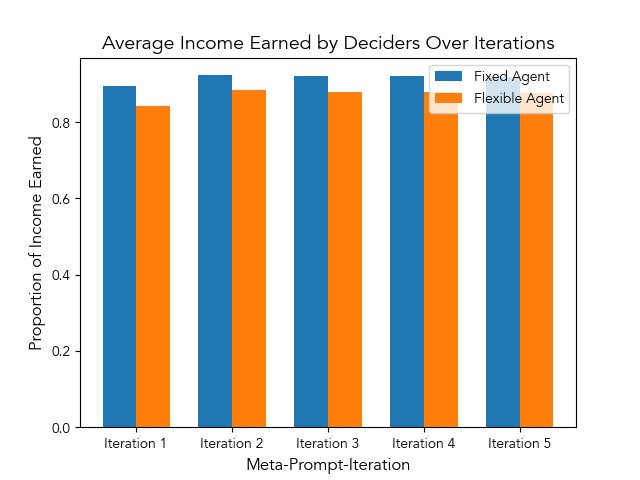 Average Income Earned by Deciders Over Iterations
Fixed Agent
Flexible Agent
Proportion of Income Earned
0.8
0.6
0.4
0.2
0.0
Iteration 1
Iteration 2
Iteration 3
Iteration 4
Iteration 5
Meta-Prompt-Iteration